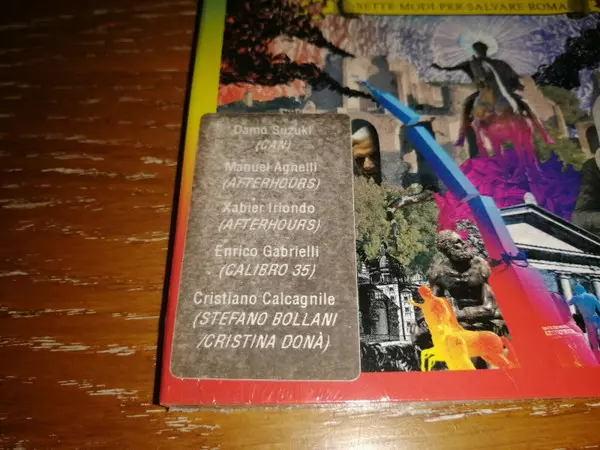 SETTE MODI PER SALVARE ROMA
Damo Suzuki
(CAN)
Manuel Agnelli
(AFTERHOURS)
Xabier Iriondo
(AFTERHOURS)
Enrico Gabrielli
(CALIBRO 35)
Cristiano Calcagnile
(STEFANO BOLLANI
/CRISTINA DONÀ)